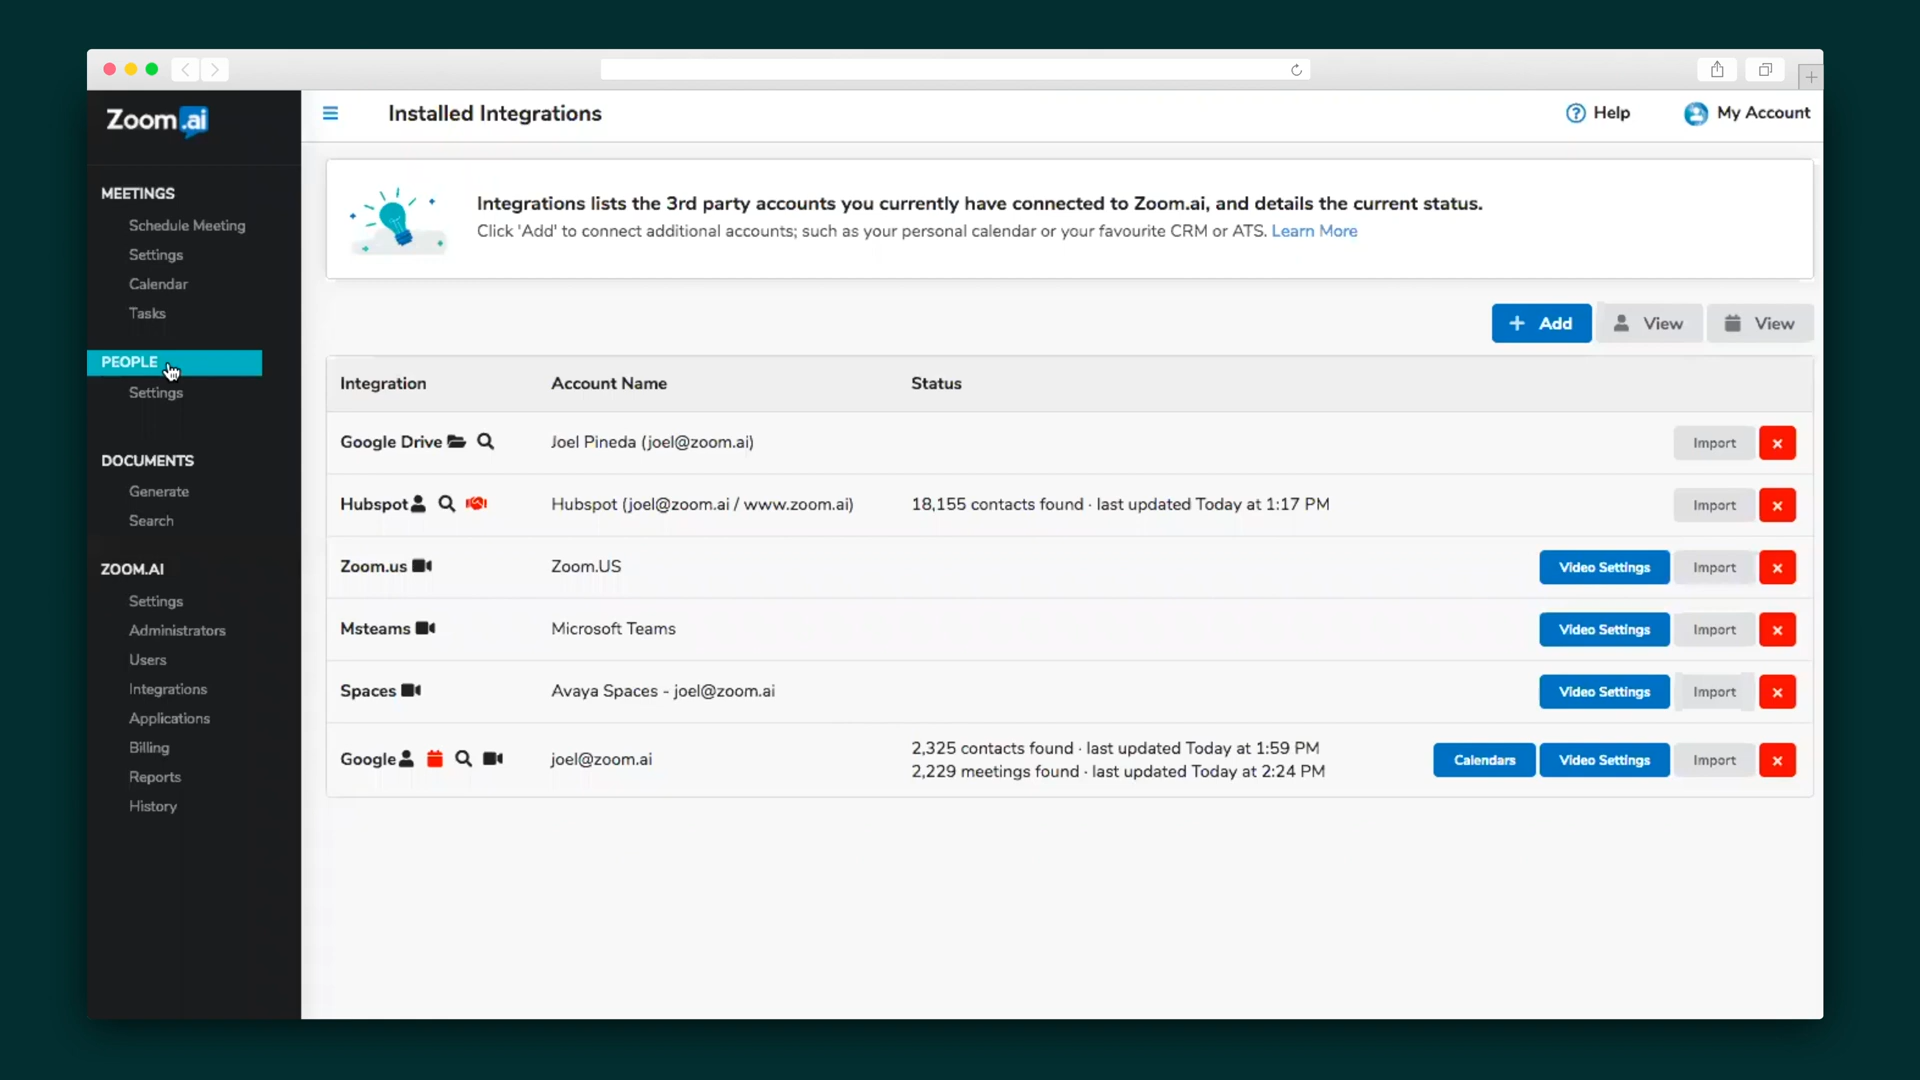 Zoom.ai
Installed Integrations
Help
My Account
MEETINGS
Schedule Meeting
Settings
Calendar
Tasks
PEOPLE
Settings
DOCUMENTS
Generate
Search
ZOOM.AI
Settings
Administrators
Users
Integrations
Applications
Billing
Reports
History
Integrations lists the 3rd party accounts you currently have connected to Zoom.ai, and details the current status.
Click 'Add' to connect additional accounts; such as your personal calendar or your favourite CRM or ATS. Learn More
+ Add
View
View
Integration Account Name Status
Google Drive Joel Pineda (joel@zoom.ai) Import ×
Hubspot Hubspot (joel@zoom.ai / www.zoom.ai) 18,155 contacts found · last updated Today at 1:17 PM Import ×
Zoom.us Zoom.US Video Settings Import ×
Msteams Microsoft Teams Video Settings Import ×
Spaces Avaya Spaces - joel@zoom.ai Video Settings Import ×
Google joel@zoom.ai 2,325 contacts found · last updated Today at 1:59 PM
2,229 meetings found · last updated Today at 2:24 PM
Calendars Video Settings Import ×